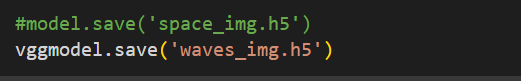 #model.save('space_img.h5')
vggmodel.save('waves_img.h5')